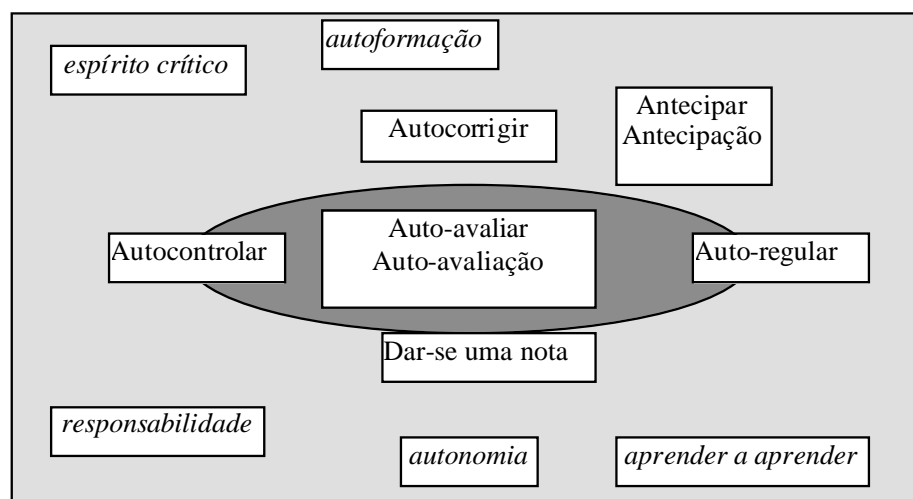 autoformação
espírito crítico
Antecipar
Antecipação
Autocorrigir
Auto-avaliar
Auto-avaliação
Autocontrolar
Auto-regular
Dar-se uma nota
responsabilidade
autonomia
aprender a aprender